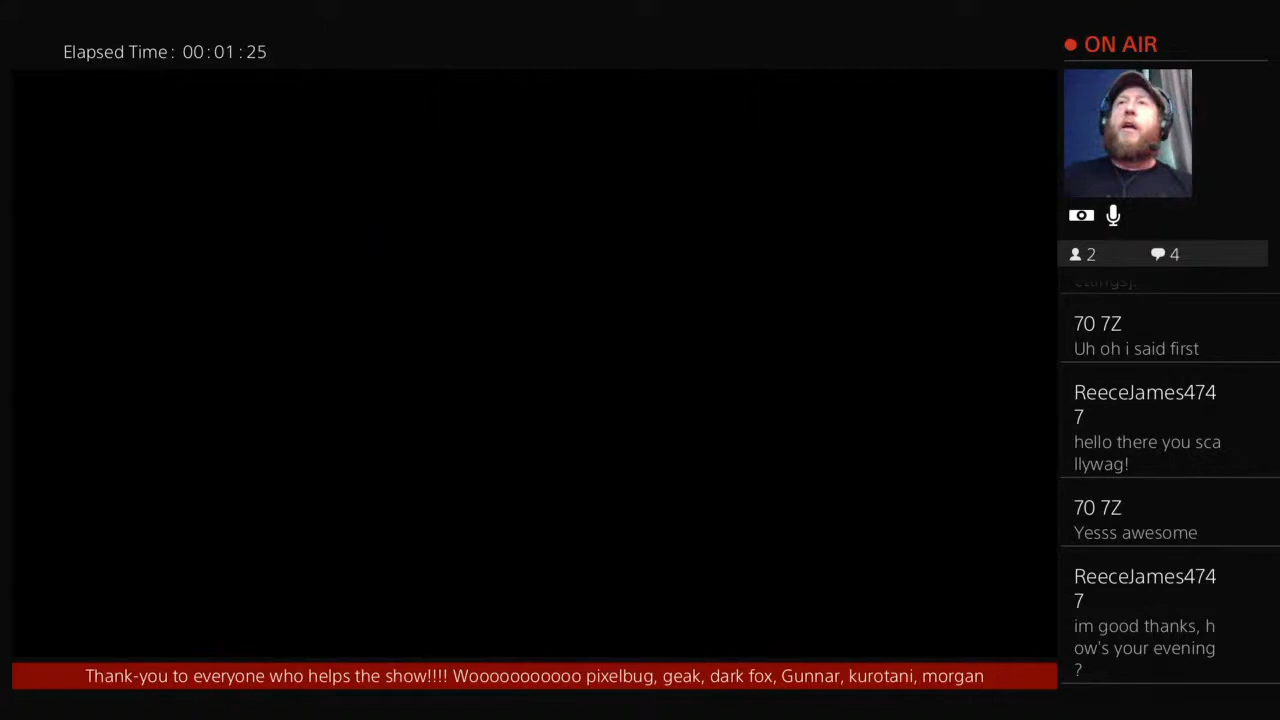 Elapsed Time: 00:01:25
ON AIR
2 4
70 7Z
Uh oh i said first
ReeceJames474
7
hello there you sca
llywag!
70 7Z
Yesss awesome
ReeceJames474
7
im good thanks, h
ow's your evening
?
Thank-you to everyone who helps the show!!!! Wooooooooooo pixelbug, geak, dark fox, Gunnar, kurotani, morgan